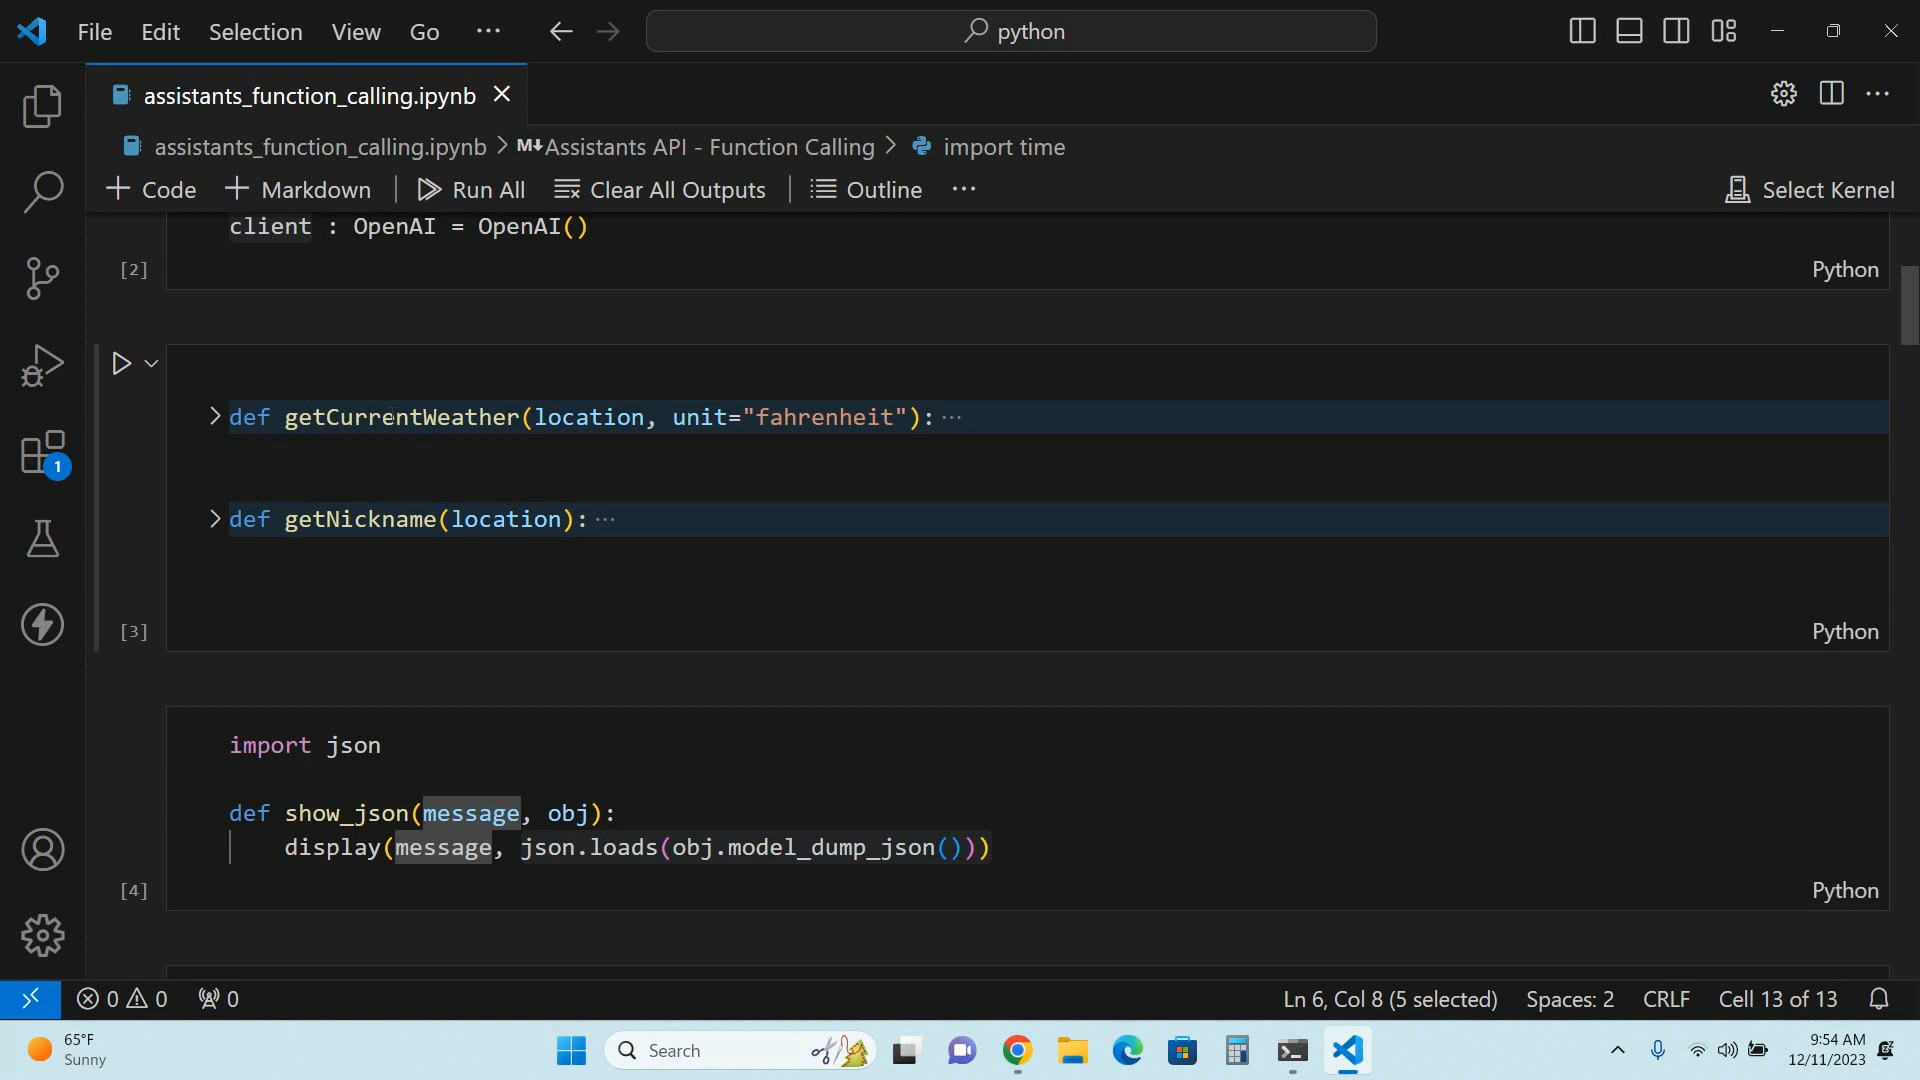 File Edit Selection View Go ··· python
assistants_function_calling.ipynb
assistants_function_calling.ipynb > M↓ Assistants API - Function Calling > import time
+ Code + Markdown | Run All Clear All Outputs | Outline ··· Select Kernel
client : OpenAI = OpenAI()
[2] Python
def getCurrentWeather(location, unit="fahrenheit"): ···
def getNickname(location): ···
[3] Python
import json
def show_json(message, obj):
display(message, json.loads(obj.model_dump_json()))
[4] Python
1
0 0 0 Ln 6, Col 8 (5 selected) Spaces: 2 CRLF Cell 13 of 13
65°F
Sunny
Search
9:54 AM
12/11/2023